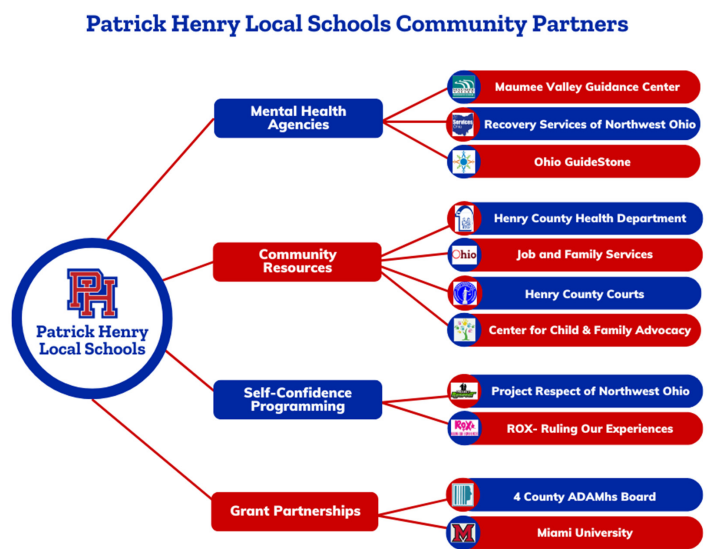 Patrick Henry Local Schools Community Partners
Mental Health
Agencies
Maumee Valley Guidance Center
Services
Recovery Services of Northwest Ohio
Ohio GuideStone
Community
Resources
Henry County Health Department
Ohio
Job and Family Services
Henry County Courts
Center for Child & Family Advocacy
PH
Patrick Henry
Local Schools
Self-Confidence
Programming
Project Respect of Northwest Ohio
ROX
ROX- Ruling Our Experiences
Grant Partnerships
4 County ADAMhs Board
M
Miami University